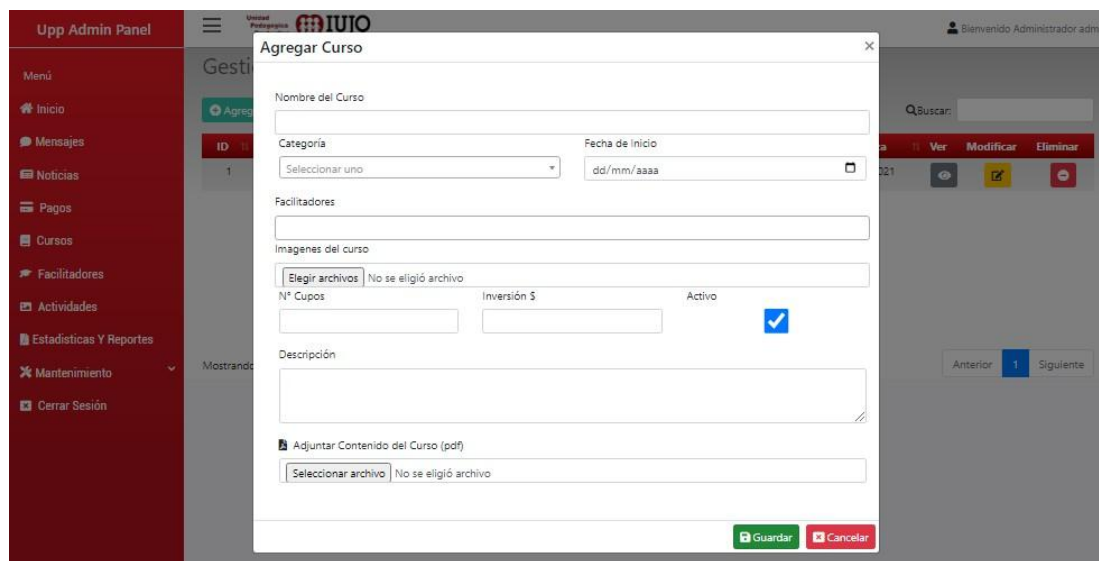 Upp Admin Panel
Unidad
Pedagogica
IUJO
Bienvenido Administrador adm
Agregar Curso
×
Menú
Inicio
Mensajes
Noticias
Pagos
Cursos
Facilitadores
Actividades
Estadisticas Y Reportes
Mantenimiento
Cerrar Sesión
Gesti
Agreg
Buscar:
ID
a
Ver
Modificar
Eliminar
1
021
Mostrando
Anterior
1
Siguiente
Nombre del Curso
Categoría
Fecha de Inicio
Seleccionar uno
dd/mm/aaaa
Facilitadores
Imagenes del curso
Elegir archivos No se eligió archivo
N° Cupos
Inversión $
Activo
Descripción
Adjuntar Contenido del Curso (pdf)
Seleccionar archivo No se eligió archivo
Guardar
Cancelar